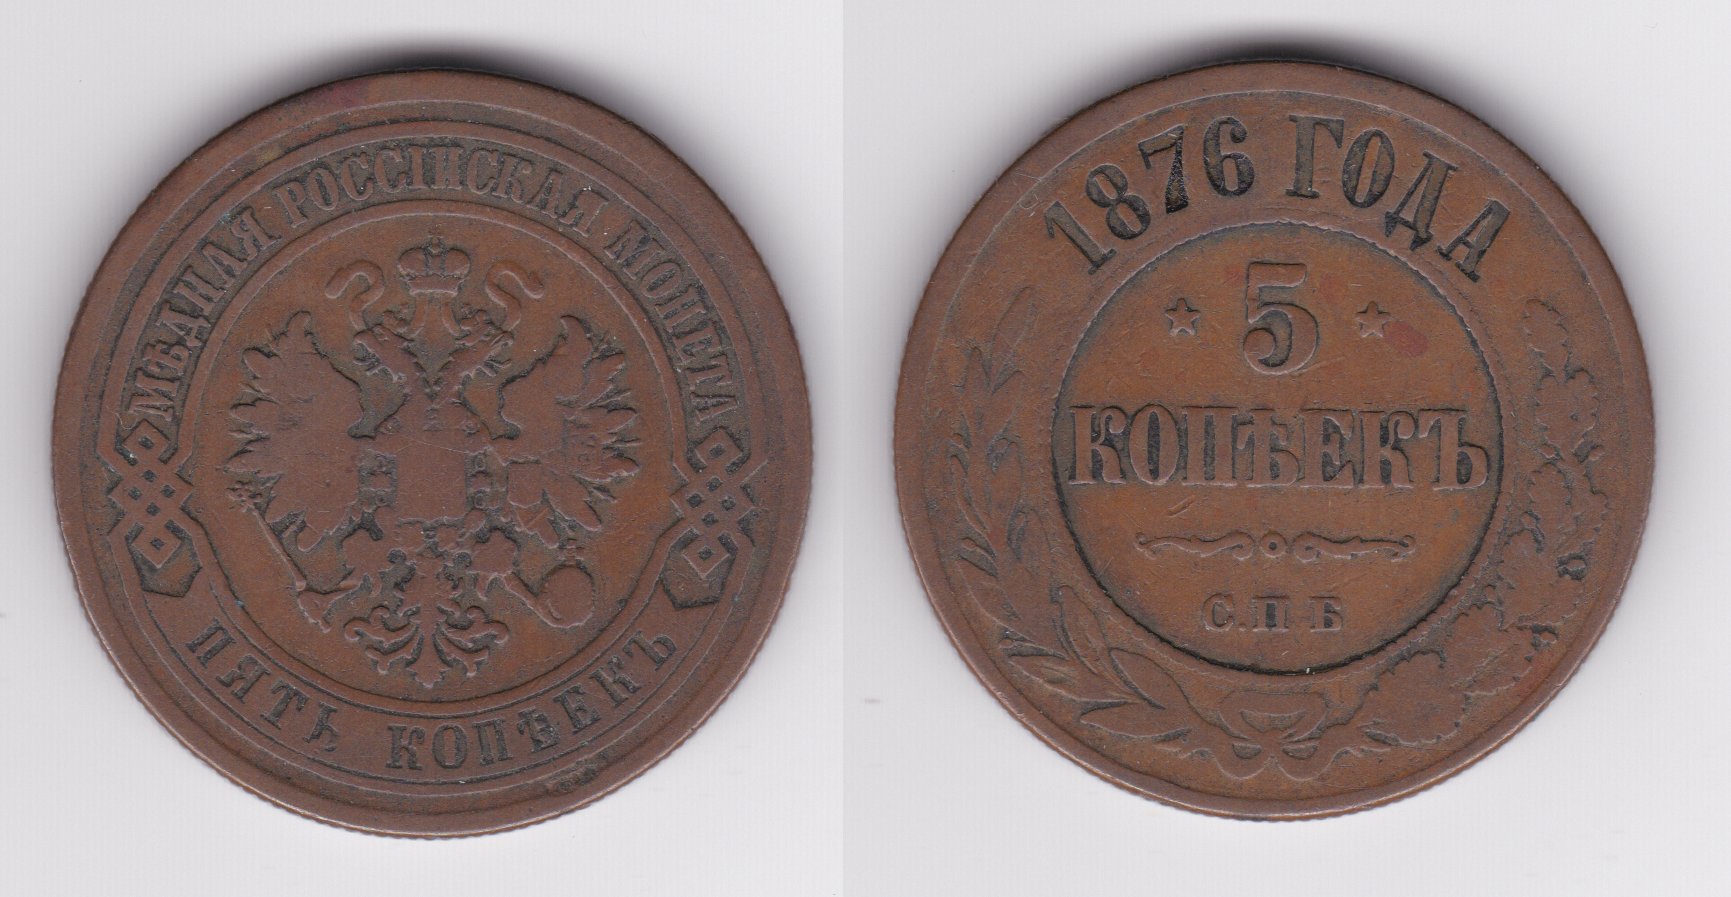 МѢДНАЯ РОССІЙСКАЯ МОНЕТА
ПЯТЬ КОПѢЕКЪ
1876 ГОДА
5
КОПѢЕКЪ
С.П Б